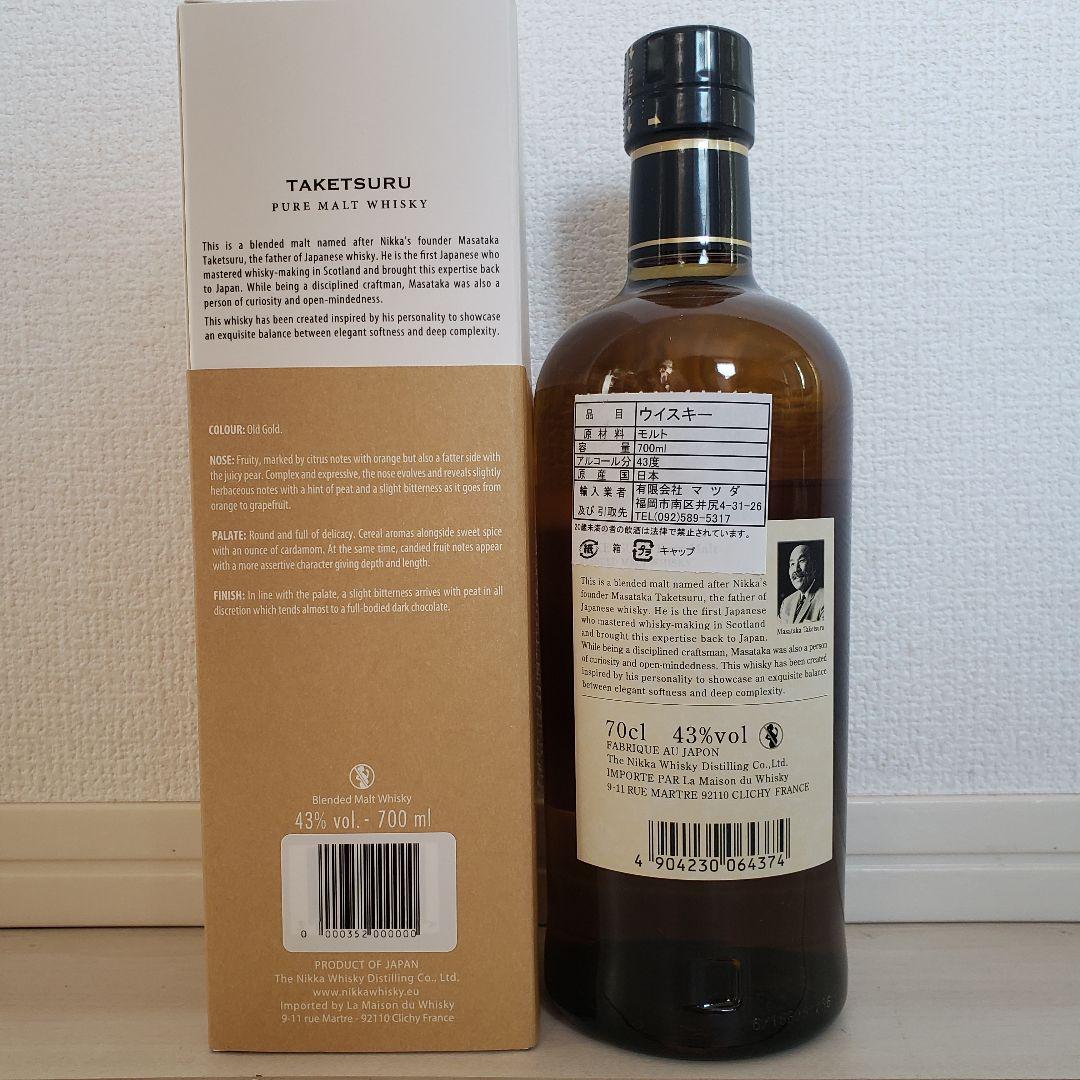 TAKETSURU
PURE MALT WHISKY
This is a blended malt named after Nikka's founder Masataka
Taketsuru, the father of Japanese whisky. He is the first Japanese who
mastered whisky-making in Scotland and brought this expertise back
to Japan. While being a disciplined craftman, Masataka was also a
person of curiosity and open-mindedness.
This whisky has been created inspired by his personality to showcase
an exquisite balance between elegant softness and deep complexity.
COLOUR: Old Gold.
NOSE: Fruity, marked by citrus notes with orange but also a fatter side with
the juicy pear. Complex and expressive, the nose evolves and reveals slightly
herbaceous notes with a hint of peat and a slight bitterness as it goes from
orange to grapefruit.
PALATE: Round and full of delicacy. Cereal aromas alongside sweet spice
with an ounce of cardamom. At the same time, candied fruit notes appear
with a more assertive character giving depth and length.
FINISH: In line with the palate, a slight bitterness arrives with peat in all
discretion which tends almost to a full-bodied dark chocolate.
Blended Malt Whisky
43% vol. - 700 ml
0 000352 000000
PRODUCT OF JAPAN
The Nikka Whisky Distilling Co., Ltd.
www.nikkawhisky.eu
Imported by La Maison du Whisky
9-11 rue Martre - 92110 Clichy France
品目 ウイスキー
原材料 モルト
容量 700ml
アルコール分 43度
原産国 日本
輸入業者及び引取先 有限会社 マツダ
福岡市南区井尻4-31-26
TEL(092)589-5317
20歳未満の者の飲酒は法律で禁止されています。
紙 箱 プラ キャップ
This is a blended malt named after Nikka's
founder Masataka Taketsuru, the father of
Japanese whisky. He is the first Japanese
who mastered whisky-making in Scotland
and brought this expertise back to Japan.
Masataka Taketsuru
While being a disciplined craftsman, Masataka was also a person
of curiosity and open-mindedness. This whisky has been created
inspired by his personality to showcase an exquisite balance
between elegant softness and deep complexity.
70cl 43%vol
FABRIQUE AU JAPON
The Nikka Whisky Distilling Co.,Ltd.
IMPORTE PAR La Maison du Whisky
9-11 RUE MARTRE 92110 CLICHY FRANCE
4 904230 064374